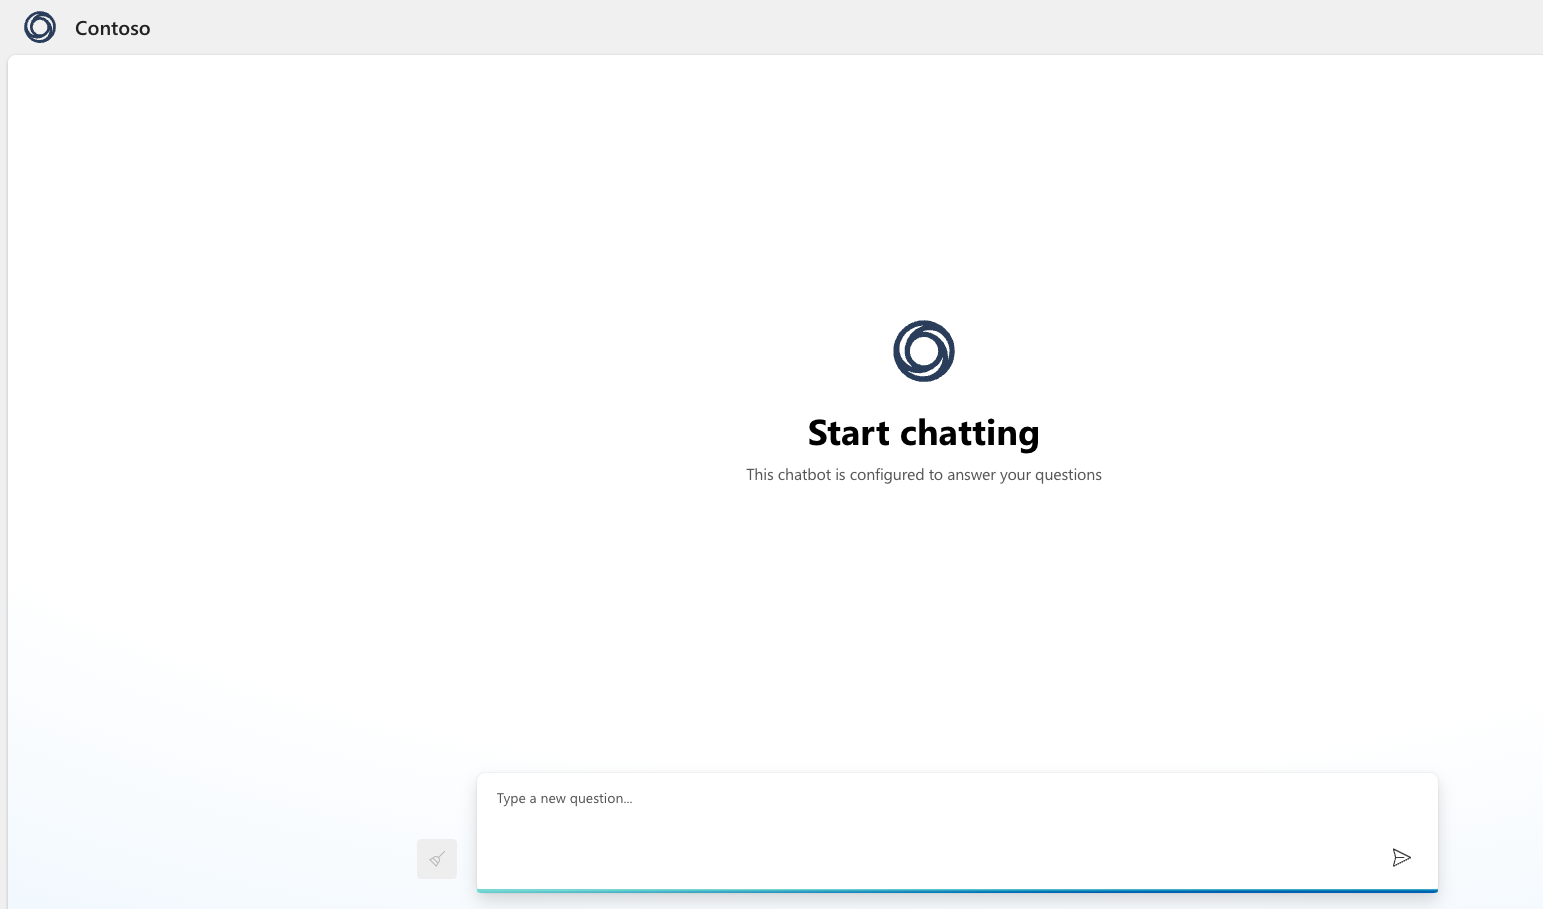 Contoso
Start chatting
This chatbot is configured to answer your questions
Type a new question...